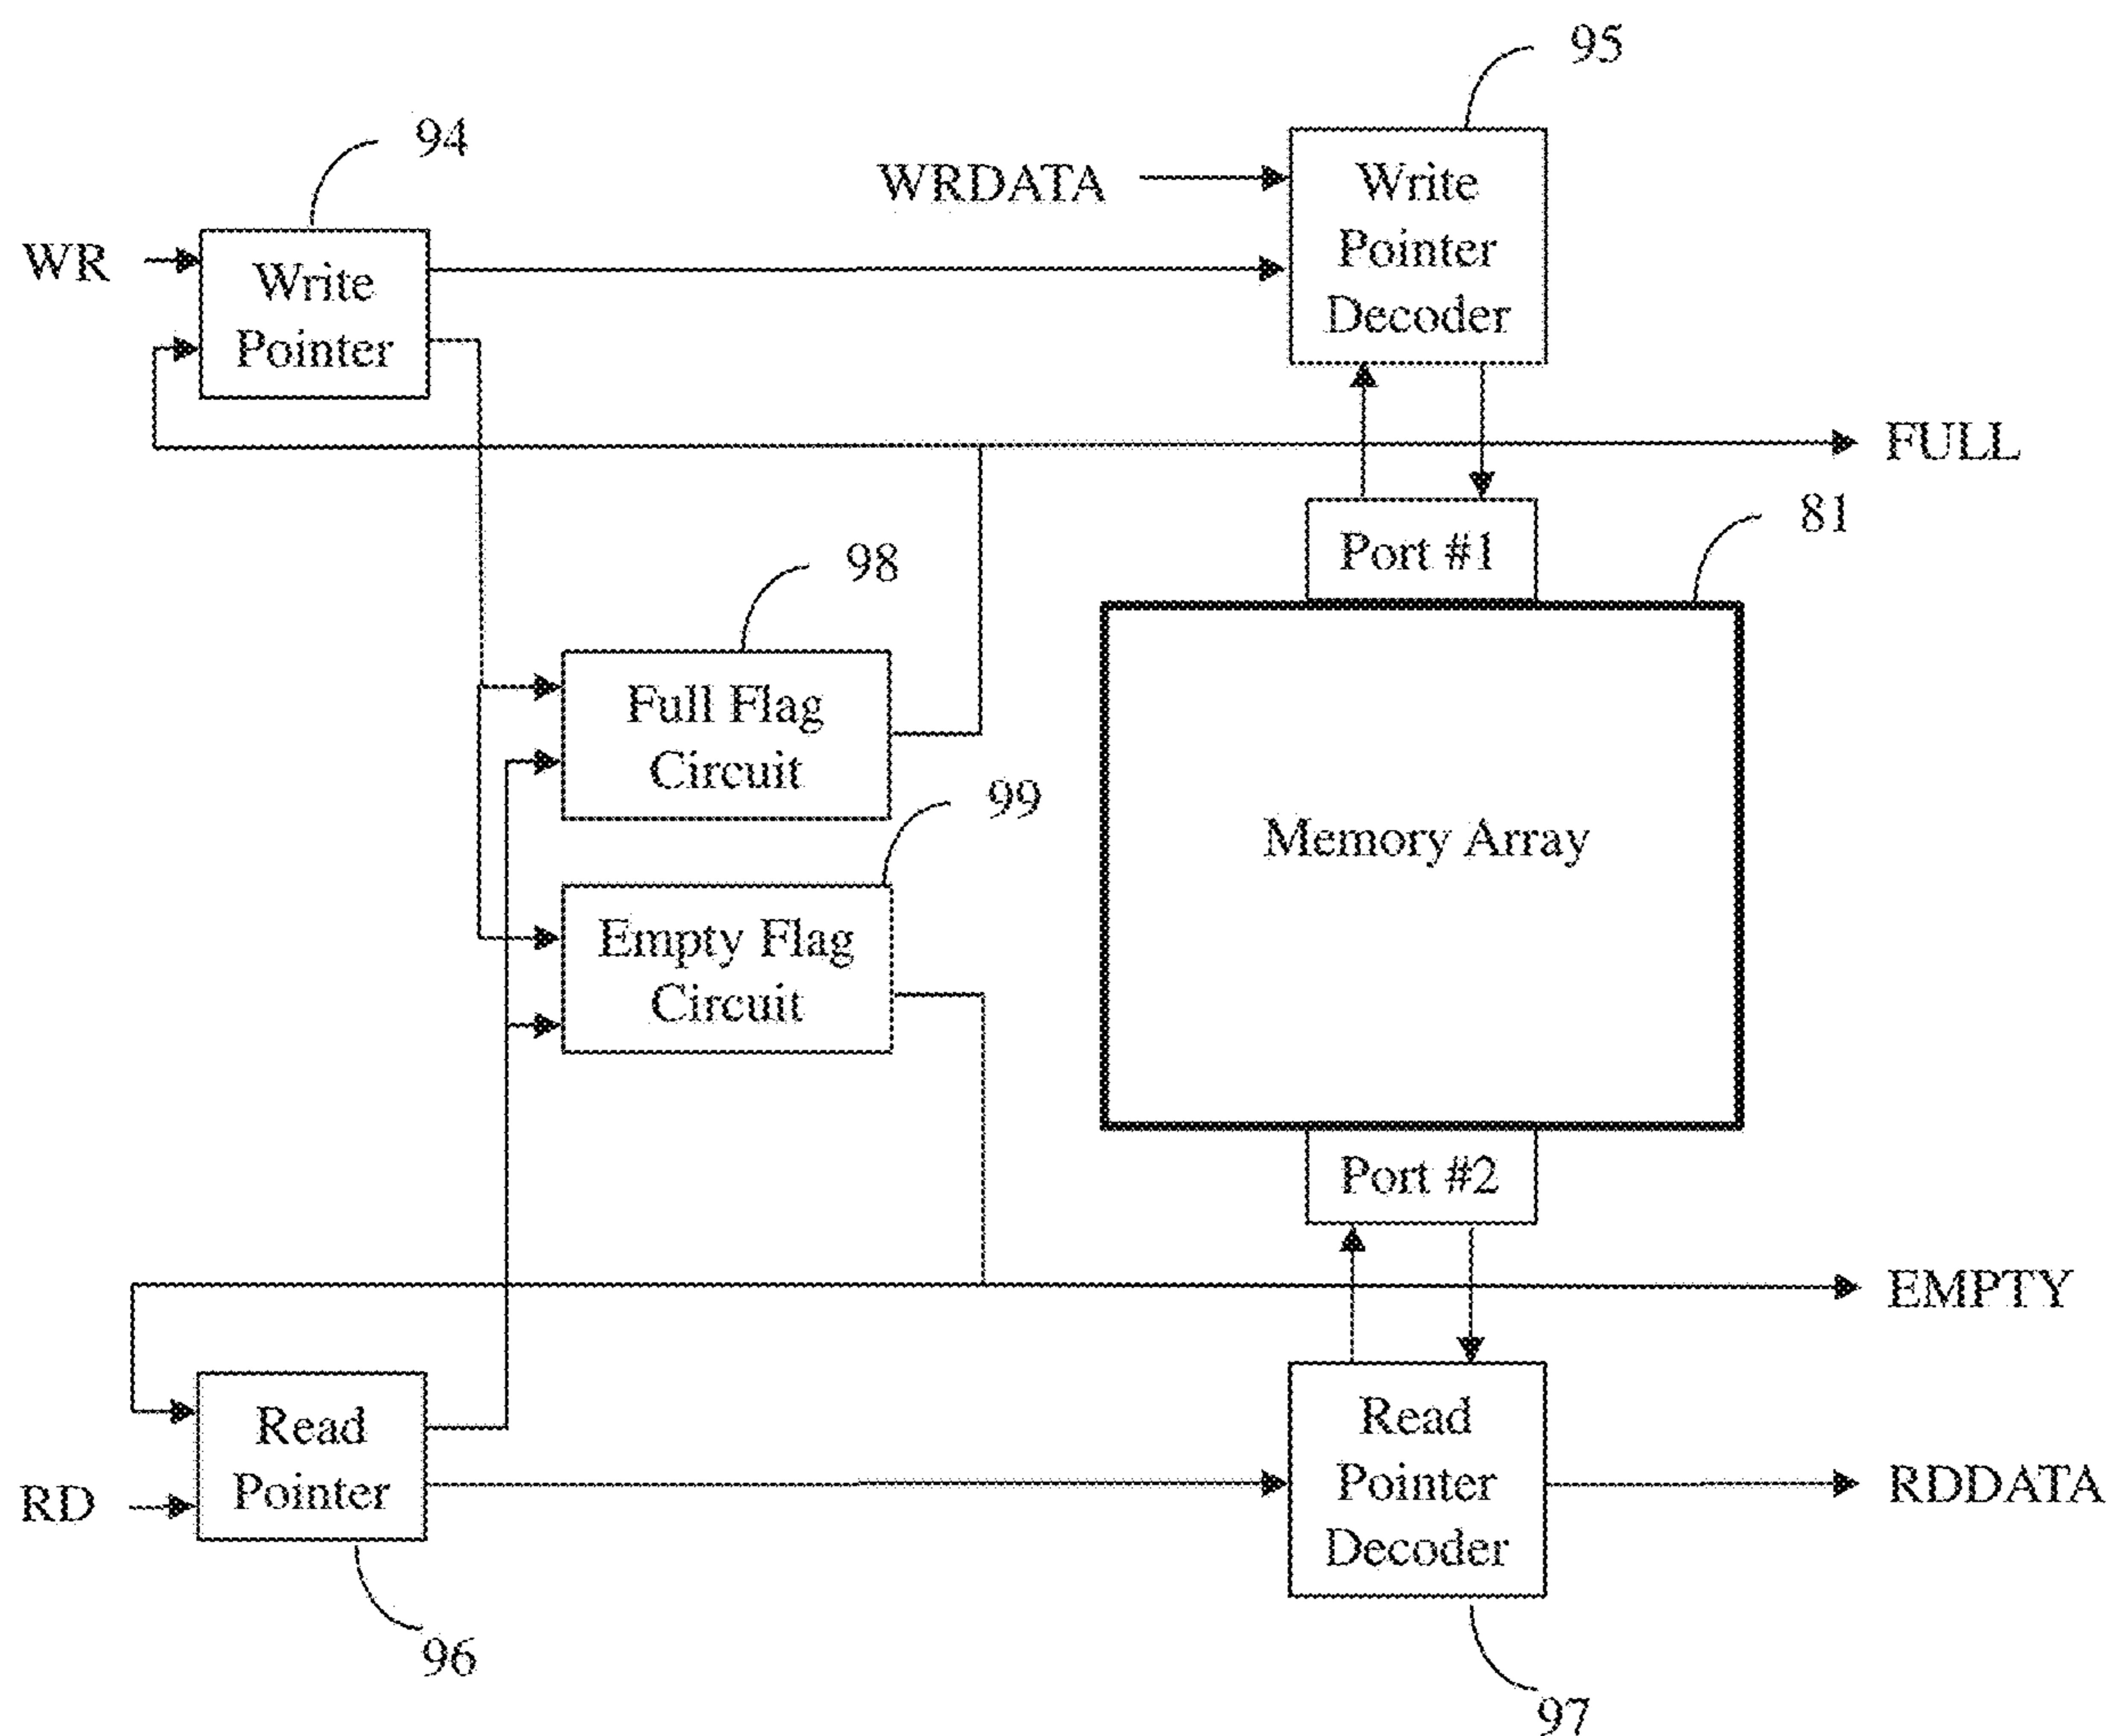 95
94
WRDATA
Write
Pointer
Decoder
WR
Write
Pointer
FULL
81
Port #1
98
Full Flag
Circuit
99
Memory Array
Empty Flag
Circuit
Port #2
EMPTY
Read
Pointer
RD
Read
Pointer
Decoder
RDDATA
96
97